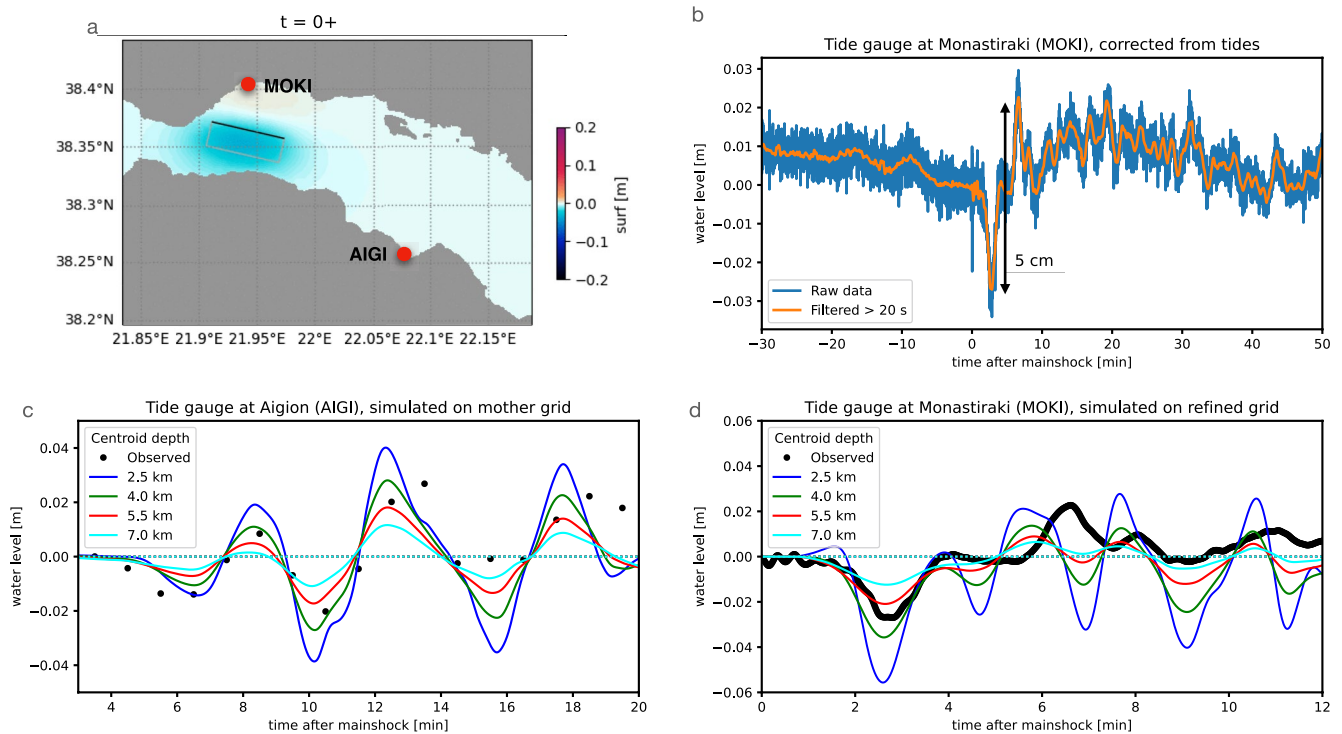 a
t = 0+
MOKI
AIGI
38.4°N
38.35°N
38.3°N
38.25°N
38.2°N
21.85°E 21.9°E 21.95°E 22°E 22.05°E 22.1°E 22.15°E
0.2
0.1
0.0
−0.1
−0.2
surf [m]
b
Tide gauge at Monastiraki (MOKI), corrected from tides
0.03
0.02
0.01
0.00
−0.01
−0.02
−0.03
water level [m]
5 cm
Raw data
Filtered > 20 s
−30 −20 −10 0 10 20 30 40 50
time after mainshock [min]
c
Tide gauge at Aigion (AIGI), simulated on mother grid
Centroid depth
Observed
2.5 km
4.0 km
5.5 km
7.0 km
0.04
0.02
0.00
−0.02
−0.04
water level [m]
4 6 8 10 12 14 16 18 20
time after mainshock [min]
d
Tide gauge at Monastiraki (MOKI), simulated on refined grid
Centroid depth
Observed
2.5 km
4.0 km
5.5 km
7.0 km
0.06
0.04
0.02
0.00
−0.02
−0.04
−0.06
water level [m]
0 2 4 6 8 10 12
time after mainshock [min]